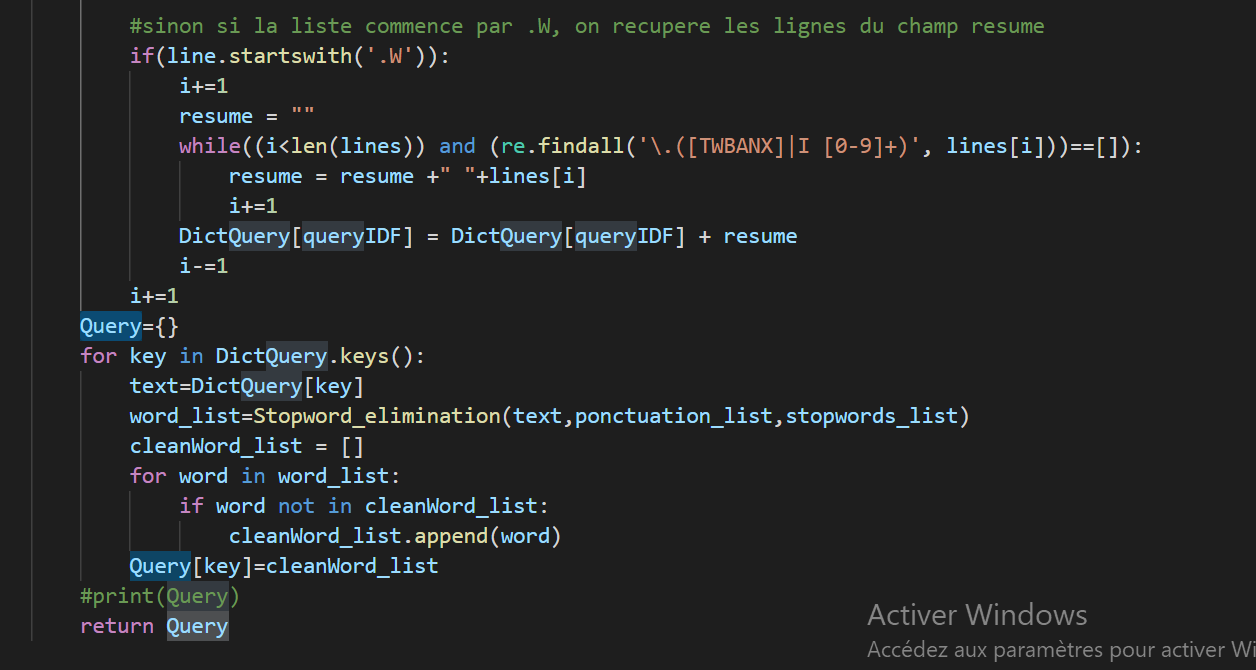 #sinon si la liste commence par .W, on recupere les lignes du champ resume
if(line.startswith('.W')):
i+=1
resume = ""
while((i<len(lines)) and (re.findall('\.([TWBANX]|I [0-9]+)', lines[i]))==[]):
resume = resume +" "+lines[i]
i+=1
DictQuery[queryIDF] = DictQuery[queryIDF] + resume
i-=1
i+=1
Query={}
for key in DictQuery.keys():
text=DictQuery[key]
word_list=Stopword_elimination(text,ponctuation_list,stopwords_list)
cleanWord_list = []
for word in word_list:
if word not in cleanWord_list:
cleanWord_list.append(word)
Query[key]=cleanWord_list
#print(Query)
return Query
Activer Windows
Accédez aux paramètres pour activer Wi